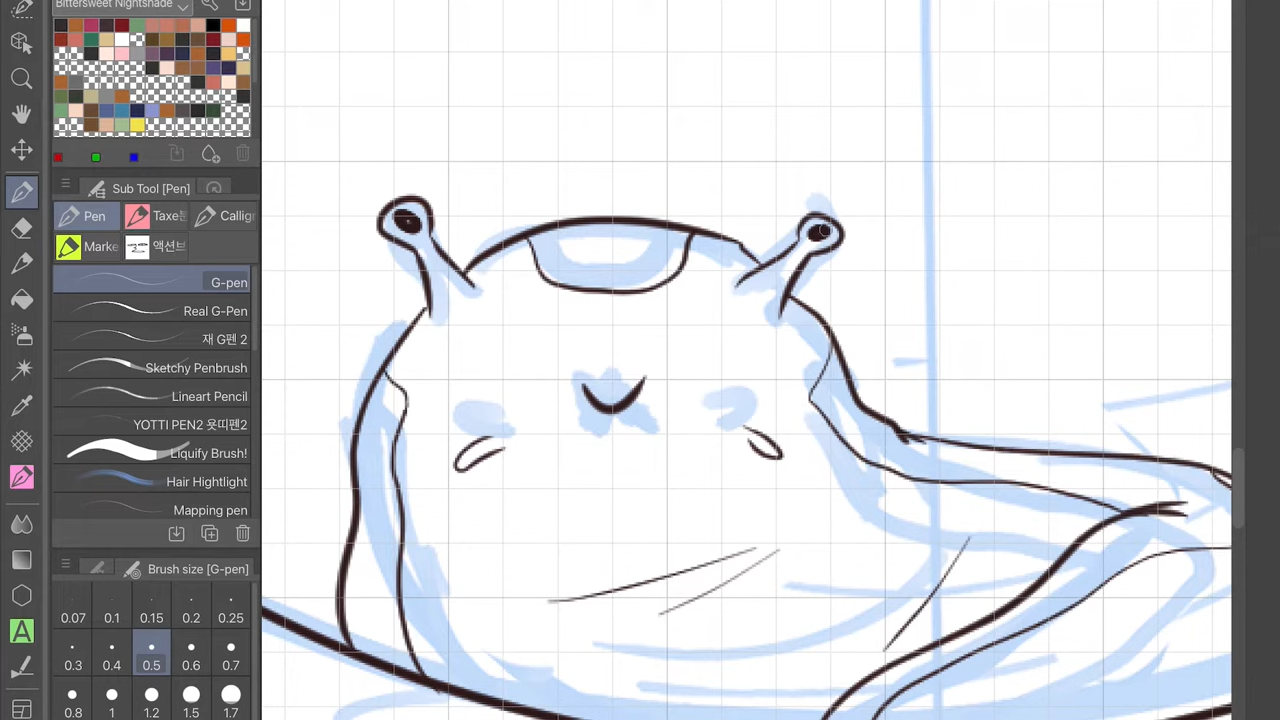 Bittersweet Nightshade
Sub Tool [Pen]
Pen
Taxe
Callig
Marke
액션브
G-pen
Real G-Pen
재 G펜 2
Sketchy Penbrush
Lineart Pencil
YOTTI PEN2 욧띠펜2
Liquify Brush!
Hair Hightlight
Mapping pen
Brush size [G-pen]
0.07 0.1 0.15 0.2 0.25
0.3 0.4 0.5 0.6 0.7
0.8 1 1.2 1.5 1.7